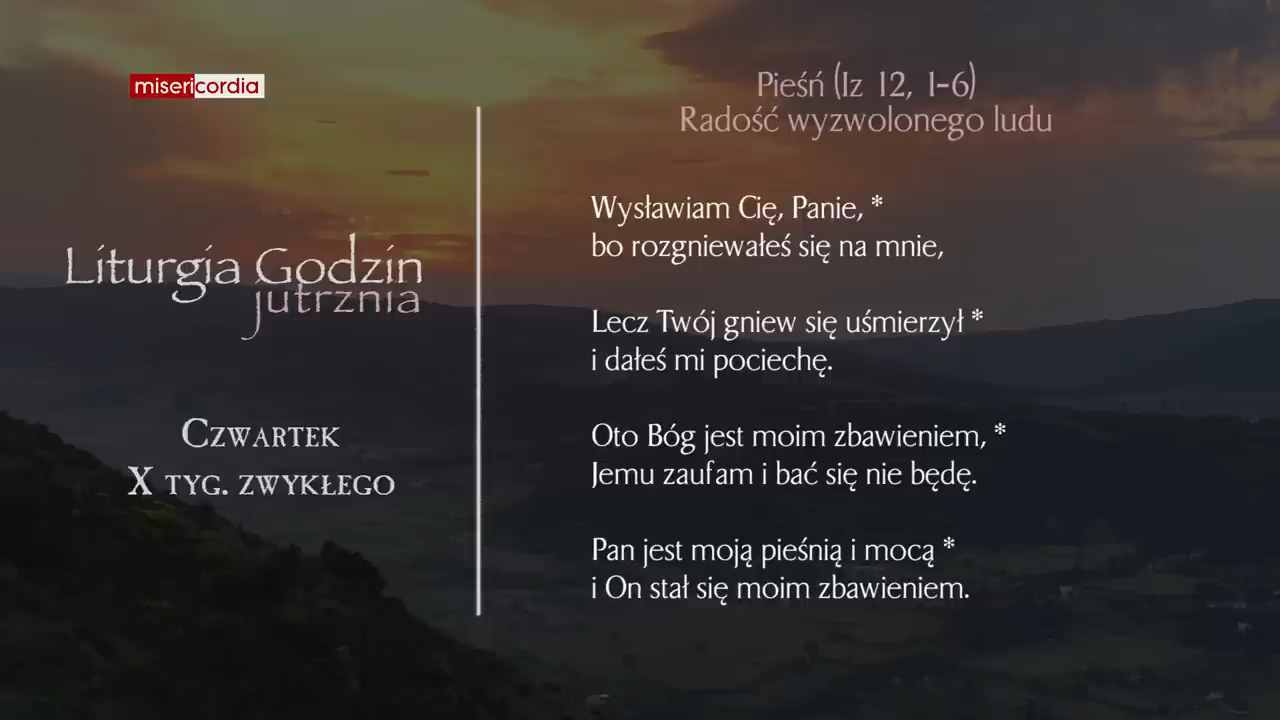 misericordia
Liturgia Godzin
jutrznia
Czwartek
X tyg. zwykłego
Pieśń (Iz 12, 1-6)
Radość wyzwolonego ludu
Wysławiam Cię, Panie, *
bo rozgniewałeś się na mnie,
Lecz Twój gniew się uśmierzył *
i dałeś mi pociechę.
Oto Bóg jest moim zbawieniem, *
Jemu zaufam i bać się nie będę.
Pan jest moją pieśnią i mocą *
i On stał się moim zbawieniem.